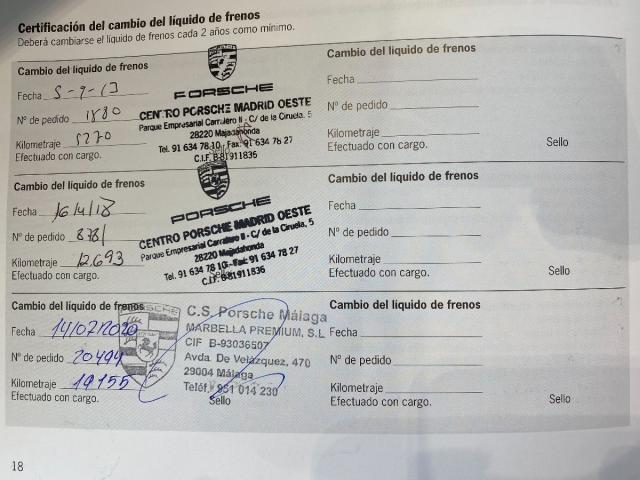 Certificación del cambio del líquido de frenos
Deberá cambiarse el líquido de frenos cada 2 años como mínimo.
Cambio del líquido de frenos
Fecha 5-9-13
Nº de pedido 1880
Kilometraje 5270
Efectuado con cargo.
PORSCHE
CENTRO PORSCHE MADRID OESTE
Parque Empresarial Carralero II - C/ de la Ciruela, 5
28220 Majadahonda
Tel. 91 634 78 10 - Fax: 91 634 78 27
C.I.F. B-81911836
Cambio del líquido de frenos
Fecha
Nº de pedido
Kilometraje
Efectuado con cargo.
Sello
Cambio del líquido de frenos
Fecha 16/4/18
Nº de pedido 8781
Kilometraje 12.693
Efectuado con cargo.
PORSCHE
CENTRO PORSCHE MADRID OESTE
Parque Empresarial Carralero II - C/ de la Ciruela, 5
28220 Majadahonda
Tel. 91 634 78 10 - Fax: 91 634 78 27
C.I.F. B-81911836
Sello
Cambio del líquido de frenos
Fecha
Nº de pedido
Kilometraje
Efectuado con cargo.
Sello
Cambio del líquido de frenos
Fecha 14/07/2020
Nº de pedido 20494
Kilometraje 19155
Efectuado con cargo.
PORSCHE
C.S. Porsche Málaga
MARBELLA PREMIUM, S.L
CIF B-93036507
Avda. De Velázquez, 470
29004 Málaga
Teléf. 951 014 230
Sello
Cambio del líquido de frenos
Fecha
Nº de pedido
Kilometraje
Efectuado con cargo.
Sello
18